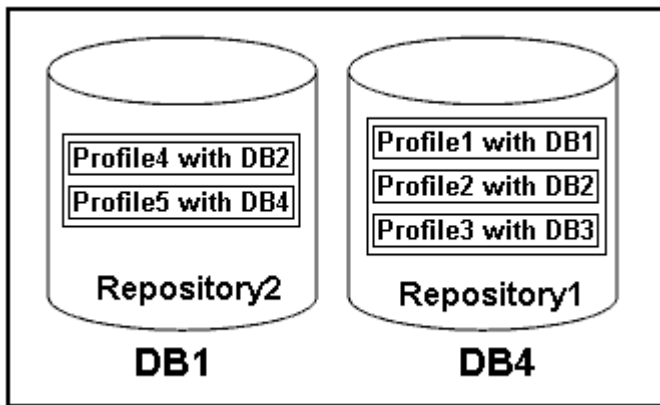 Profile4 with DB2
Profile5 with DB4
Repository2
DB1
Profile1 with DB1
Profile2 with DB2
Profile3 with DB3
Repository1
DB4